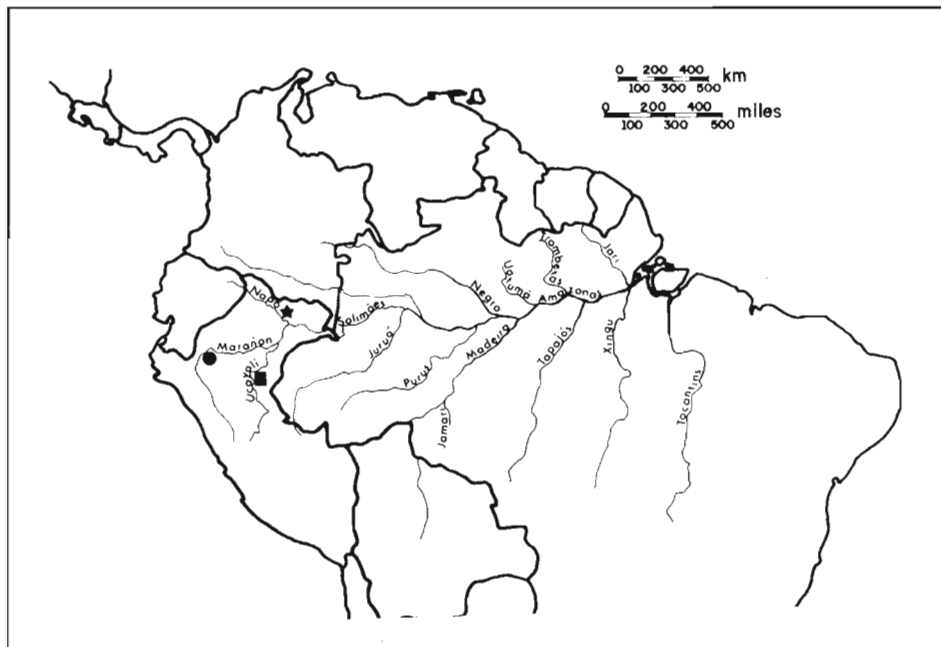 0 200 400 km
100 300 500
0 200 400 miles
100 300 500
Trombetas
Jari
Uatumã
Amazonas
Negro
Napo
Solimões
Marañon
Juruá
Madeira
Xingu
Tapajós
Ucayali
Purus
Tocantins
Jamari